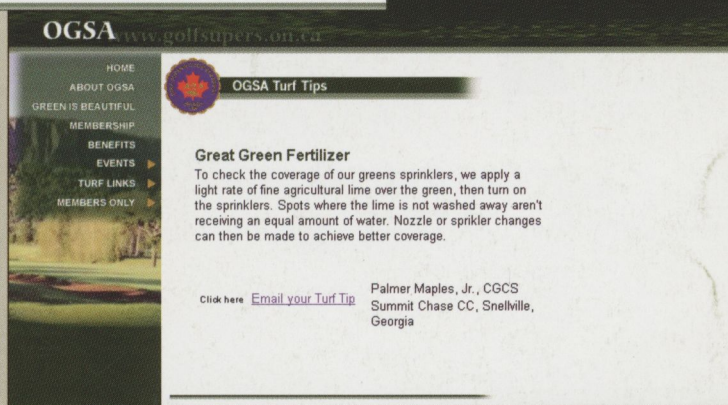 OGSA www.golfsupers.on.ca
HOME
ABOUT OGSA
GREEN IS BEAUTIFUL
MEMBERSHIP
BENEFITS
EVENTS
TURF LINKS
MEMBERS ONLY
OGSA Turf Tips
Great Green Fertilizer
To check the coverage of our greens sprinklers, we apply a
light rate of fine agricultural lime over the green, then turn on
the sprinklers. Spots where the lime is not washed away aren't
receiving an equal amount of water. Nozzle or sprikler changes
can then be made to achieve better coverage.
Click here Email your Turf Tip
Palmer Maples, Jr., CGCS
Summit Chase CC, Snellville,
Georgia